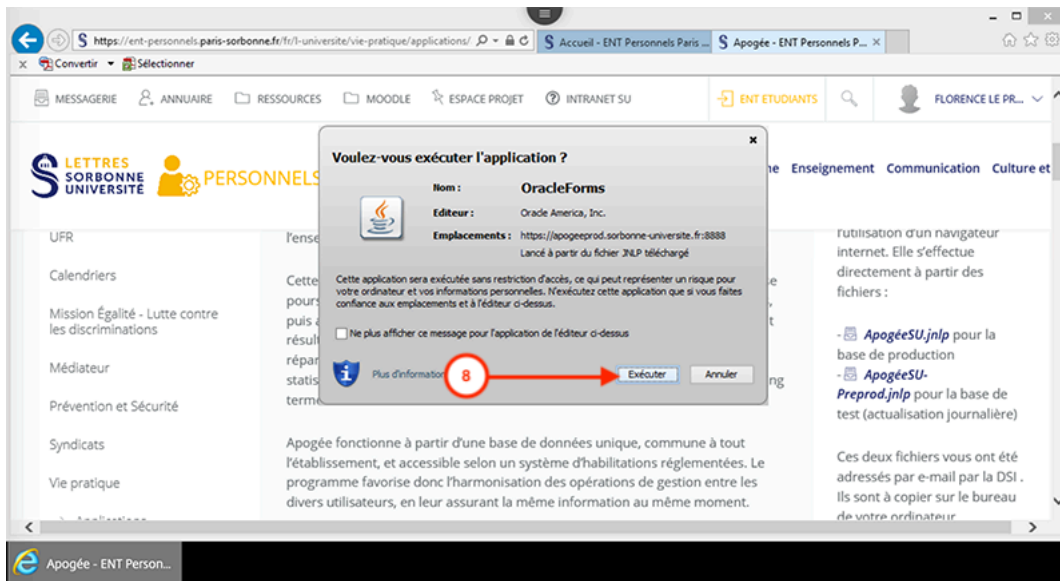 https://ent-personnels.paris-sorbonne.fr/fr/l-universite/vie-pratique/applications/
Accueil - ENT Personnels Paris ...
Apogée - ENT Personnels P...
x Convertir Sélectionner
MESSAGERIE ANNUAIRE RESSOURCES MOODLE ESPACE PROJET INTRANET SU ENT ETUDIANTS FLORENCE LE PR...
LETTRES
SORBONNE
UNIVERSITÉ
PERSONNELS
Enseignement Communication Culture et
Voulez-vous exécuter l'application ?
Nom : OracleForms
Editeur : Oracle America, Inc.
Emplacements : https://apogeeprod.sorbonne-universite.fr:8888
Lancé à partir du fichier JNLP téléchargé
Cette application sera exécutée sans restriction d'accès, ce qui peut représenter un risque pour
votre ordinateur et vos informations personnelles. N'exécutez cette application que si vous faites
confiance aux emplacements et à l'éditeur ci-dessus.
Ne plus afficher ce message pour l'application de l'éditeur ci-dessus
Plus d'information
8
Exécuter Annuler
UFR
Calendriers
Mission Égalité - Lutte contre
les discriminations
Médiateur
Prévention et Sécurité
Syndicats
Vie pratique
Applications
l'ense
Cette
pours
puis
résult
répar
statis
terme
Apogée fonctionne à partir d'une base de données unique, commune à tout
l'établissement, et accessible selon un système d'habilitations réglementées. Le
programme favorise donc l'harmonisation des opérations de gestion entre les
divers utilisateurs, en leur assurant la même information au même moment.
l'utilisation d'un navigateur
internet. Elle s'effectue
directement à partir des
fichiers :
- ApogéeSU.jnlp pour la
base de production
- ApogéeSU-
Preprod.jnlp pour la base de
test (actualisation journalière)
Ces deux fichiers vous ont été
adressés par e-mail par la DSI .
Ils sont à copier sur le bureau
de votre ordinateur
Apogée - ENT Person...